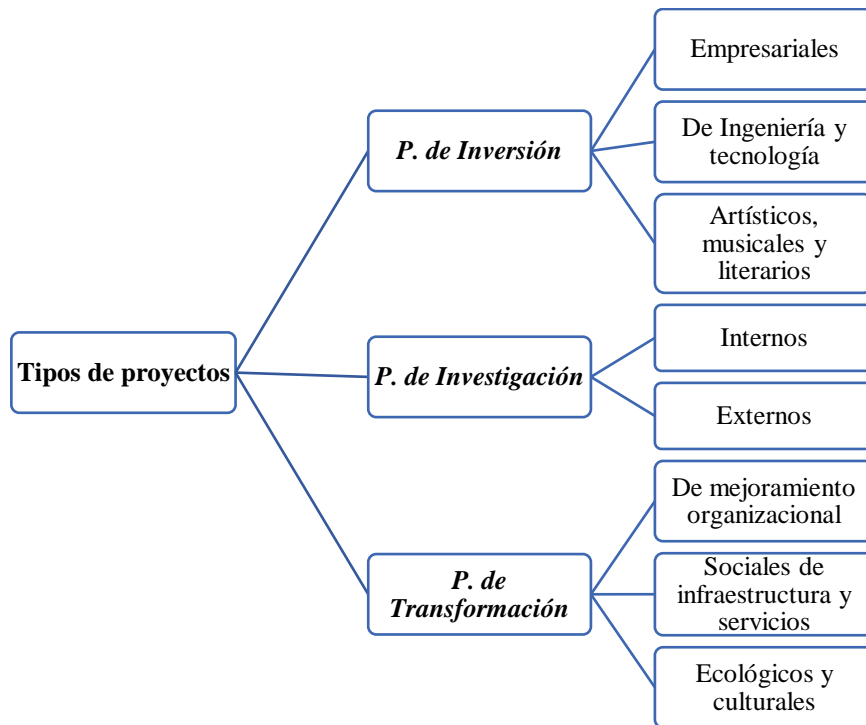 Tipos de proyectos
P. de Inversión
Empresariales
De Ingeniería y
tecnología
Artísticos,
musicales y
literarios
P. de Investigación
Internos
Externos
P. de
Transformación
De mejoramiento
organizacional
Sociales de
infraestructura y
servicios
Ecológicos y
culturales